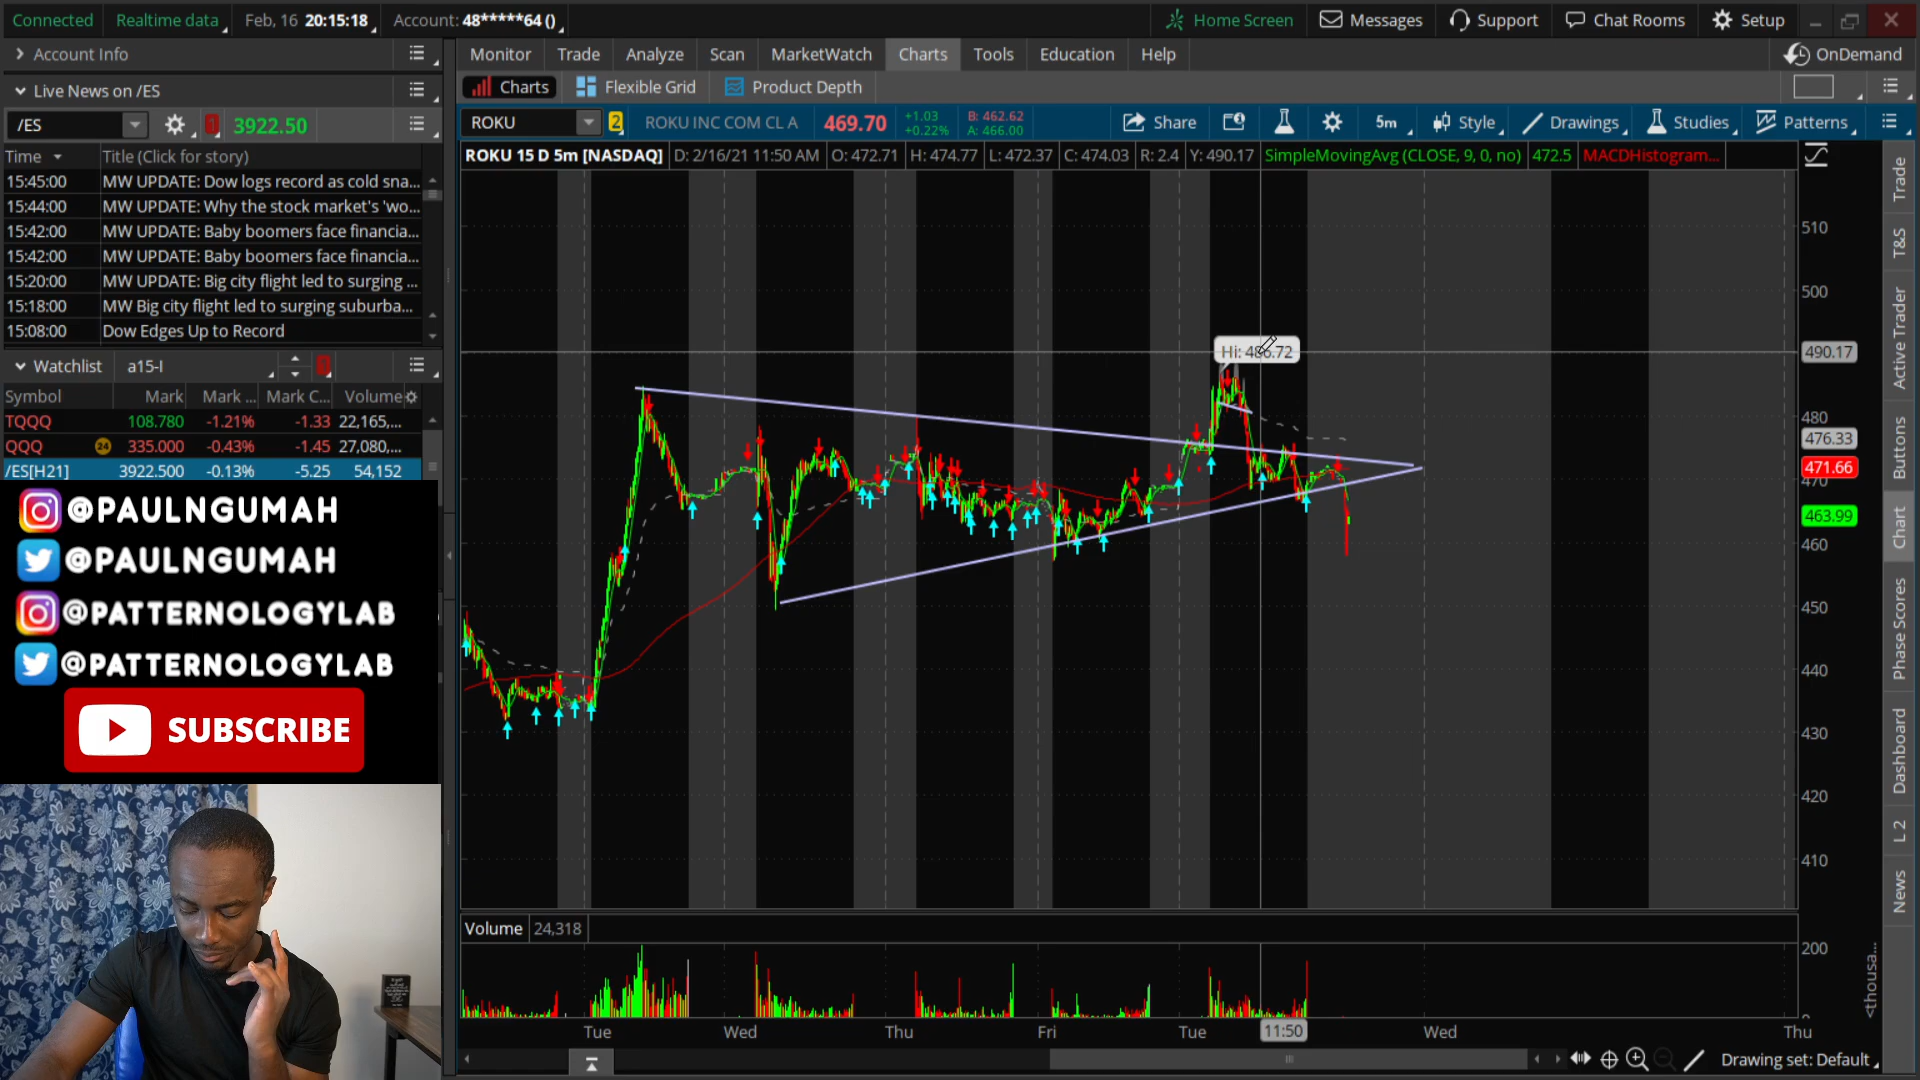 Connected Realtime data Feb, 16 20:15:18 Account: 48*****64 () Home Screen Messages Support Chat Rooms Setup
Account Info
Monitor Trade Analyze Scan MarketWatch Charts Tools Education Help OnDemand
Live News on /ES
Charts Flexible Grid Product Depth
/ES 3922.50
ROKU 2 ROKU INC COM CL A 469.70 +1.03 +0.22% B: 462.62 A: 466.00 Share 5m Style Drawings Studies Patterns
Time Title (Click for story)
ROKU 15 D 5m [NASDAQ] D: 2/16/21 11:50 AM O: 472.71 H: 474.77 L: 472.37 C: 474.03 R: 2.4 Y: 490.17 SimpleMovingAvg (CLOSE, 9, 0, no) 472.5 MACDHistogram...
15:45:00 MW UPDATE: Dow logs record as cold sna...
15:44:00 MW UPDATE: Why the stock market's 'wo...
15:42:00 MW UPDATE: Baby boomers face financia...
15:42:00 MW UPDATE: Baby boomers face financia...
15:20:00 MW UPDATE: Big city flight led to surging ...
15:18:00 MW Big city flight led to surging suburba...
15:08:00 Dow Edges Up to Record
Watchlist a15-I
Symbol Mark Mark ... Mark C... Volume
TQQQ 108.780 -1.21% -1.33 22,165,...
QQQ 24 335.000 -0.43% -1.45 27,080,...
/ES[H21] 3922.500 -0.13% -5.25 54,152
@PAULNGUMAH
@PAULNGUMAH
@PATTERNOLOGYLAB
@PATTERNOLOGYLAB
SUBSCRIBE
Hi: 486.72
510
500
490.17
480
476.33
471.66
470
463.99
460
450
440
430
420
410
Volume 24,318
200
<thousa...
Tue Wed Thu Fri Tue 11:50 Wed Thu
Drawing set: Default
Trade
T&S
Active Trader
Buttons
Chart
Phase Scores
Dashboard
L 2
News